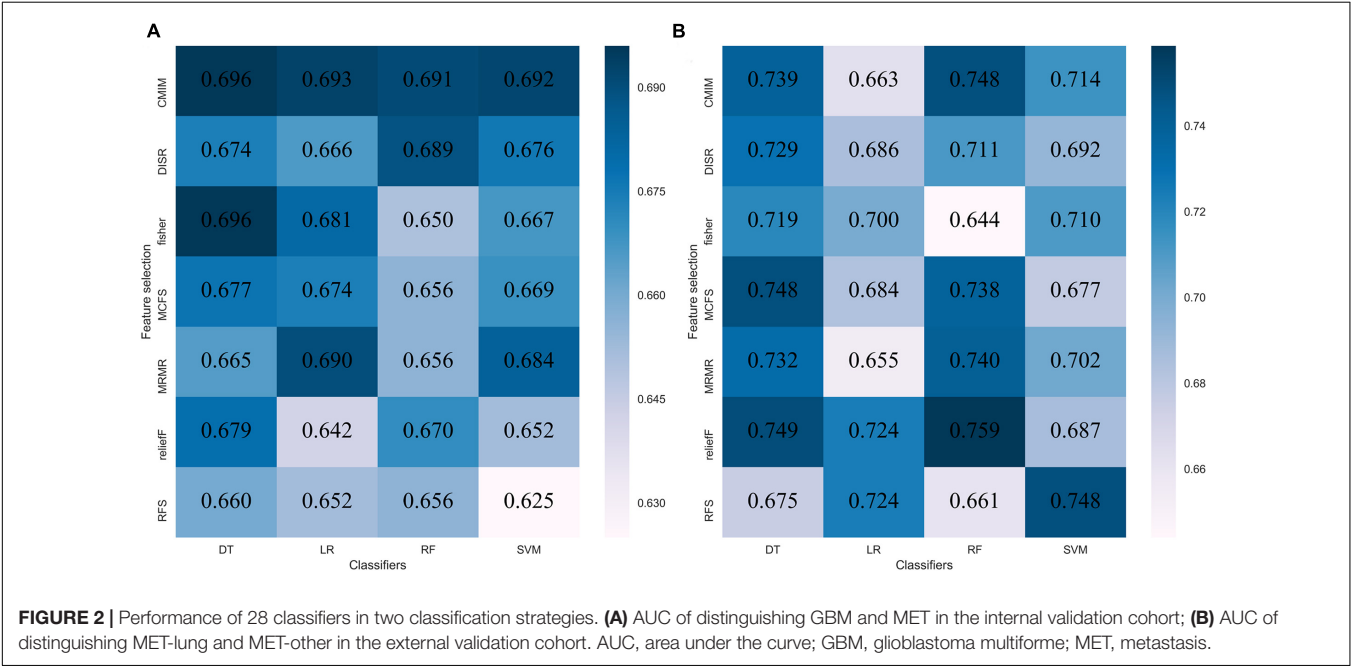 A
B
CMIM 0.696 0.693 0.691 0.692
DISR 0.674 0.666 0.689 0.676
fisher 0.696 0.681 0.650 0.667
MCFS 0.677 0.674 0.656 0.669
MRMR 0.665 0.690 0.656 0.684
reliefF 0.679 0.642 0.670 0.652
RFS 0.660 0.652 0.656 0.625
Feature selection
DT LR RF SVM
Classifiers
0.690
0.675
0.660
0.645
0.630
CMIM 0.739 0.663 0.748 0.714
DISR 0.729 0.686 0.711 0.692
fisher 0.719 0.700 0.644 0.710
MCFS 0.748 0.684 0.738 0.677
MRMR 0.732 0.655 0.740 0.702
reliefF 0.749 0.724 0.759 0.687
RFS 0.675 0.724 0.661 0.748
Feature selection
DT LR RF SVM
Classifiers
0.74
0.72
0.70
0.68
0.66
FIGURE 2 | Performance of 28 classifiers in two classification strategies. (A) AUC of distinguishing GBM and MET in the internal validation cohort; (B) AUC of
distinguishing MET-lung and MET-other in the external validation cohort. AUC, area under the curve; GBM, glioblastoma multiforme; MET, metastasis.